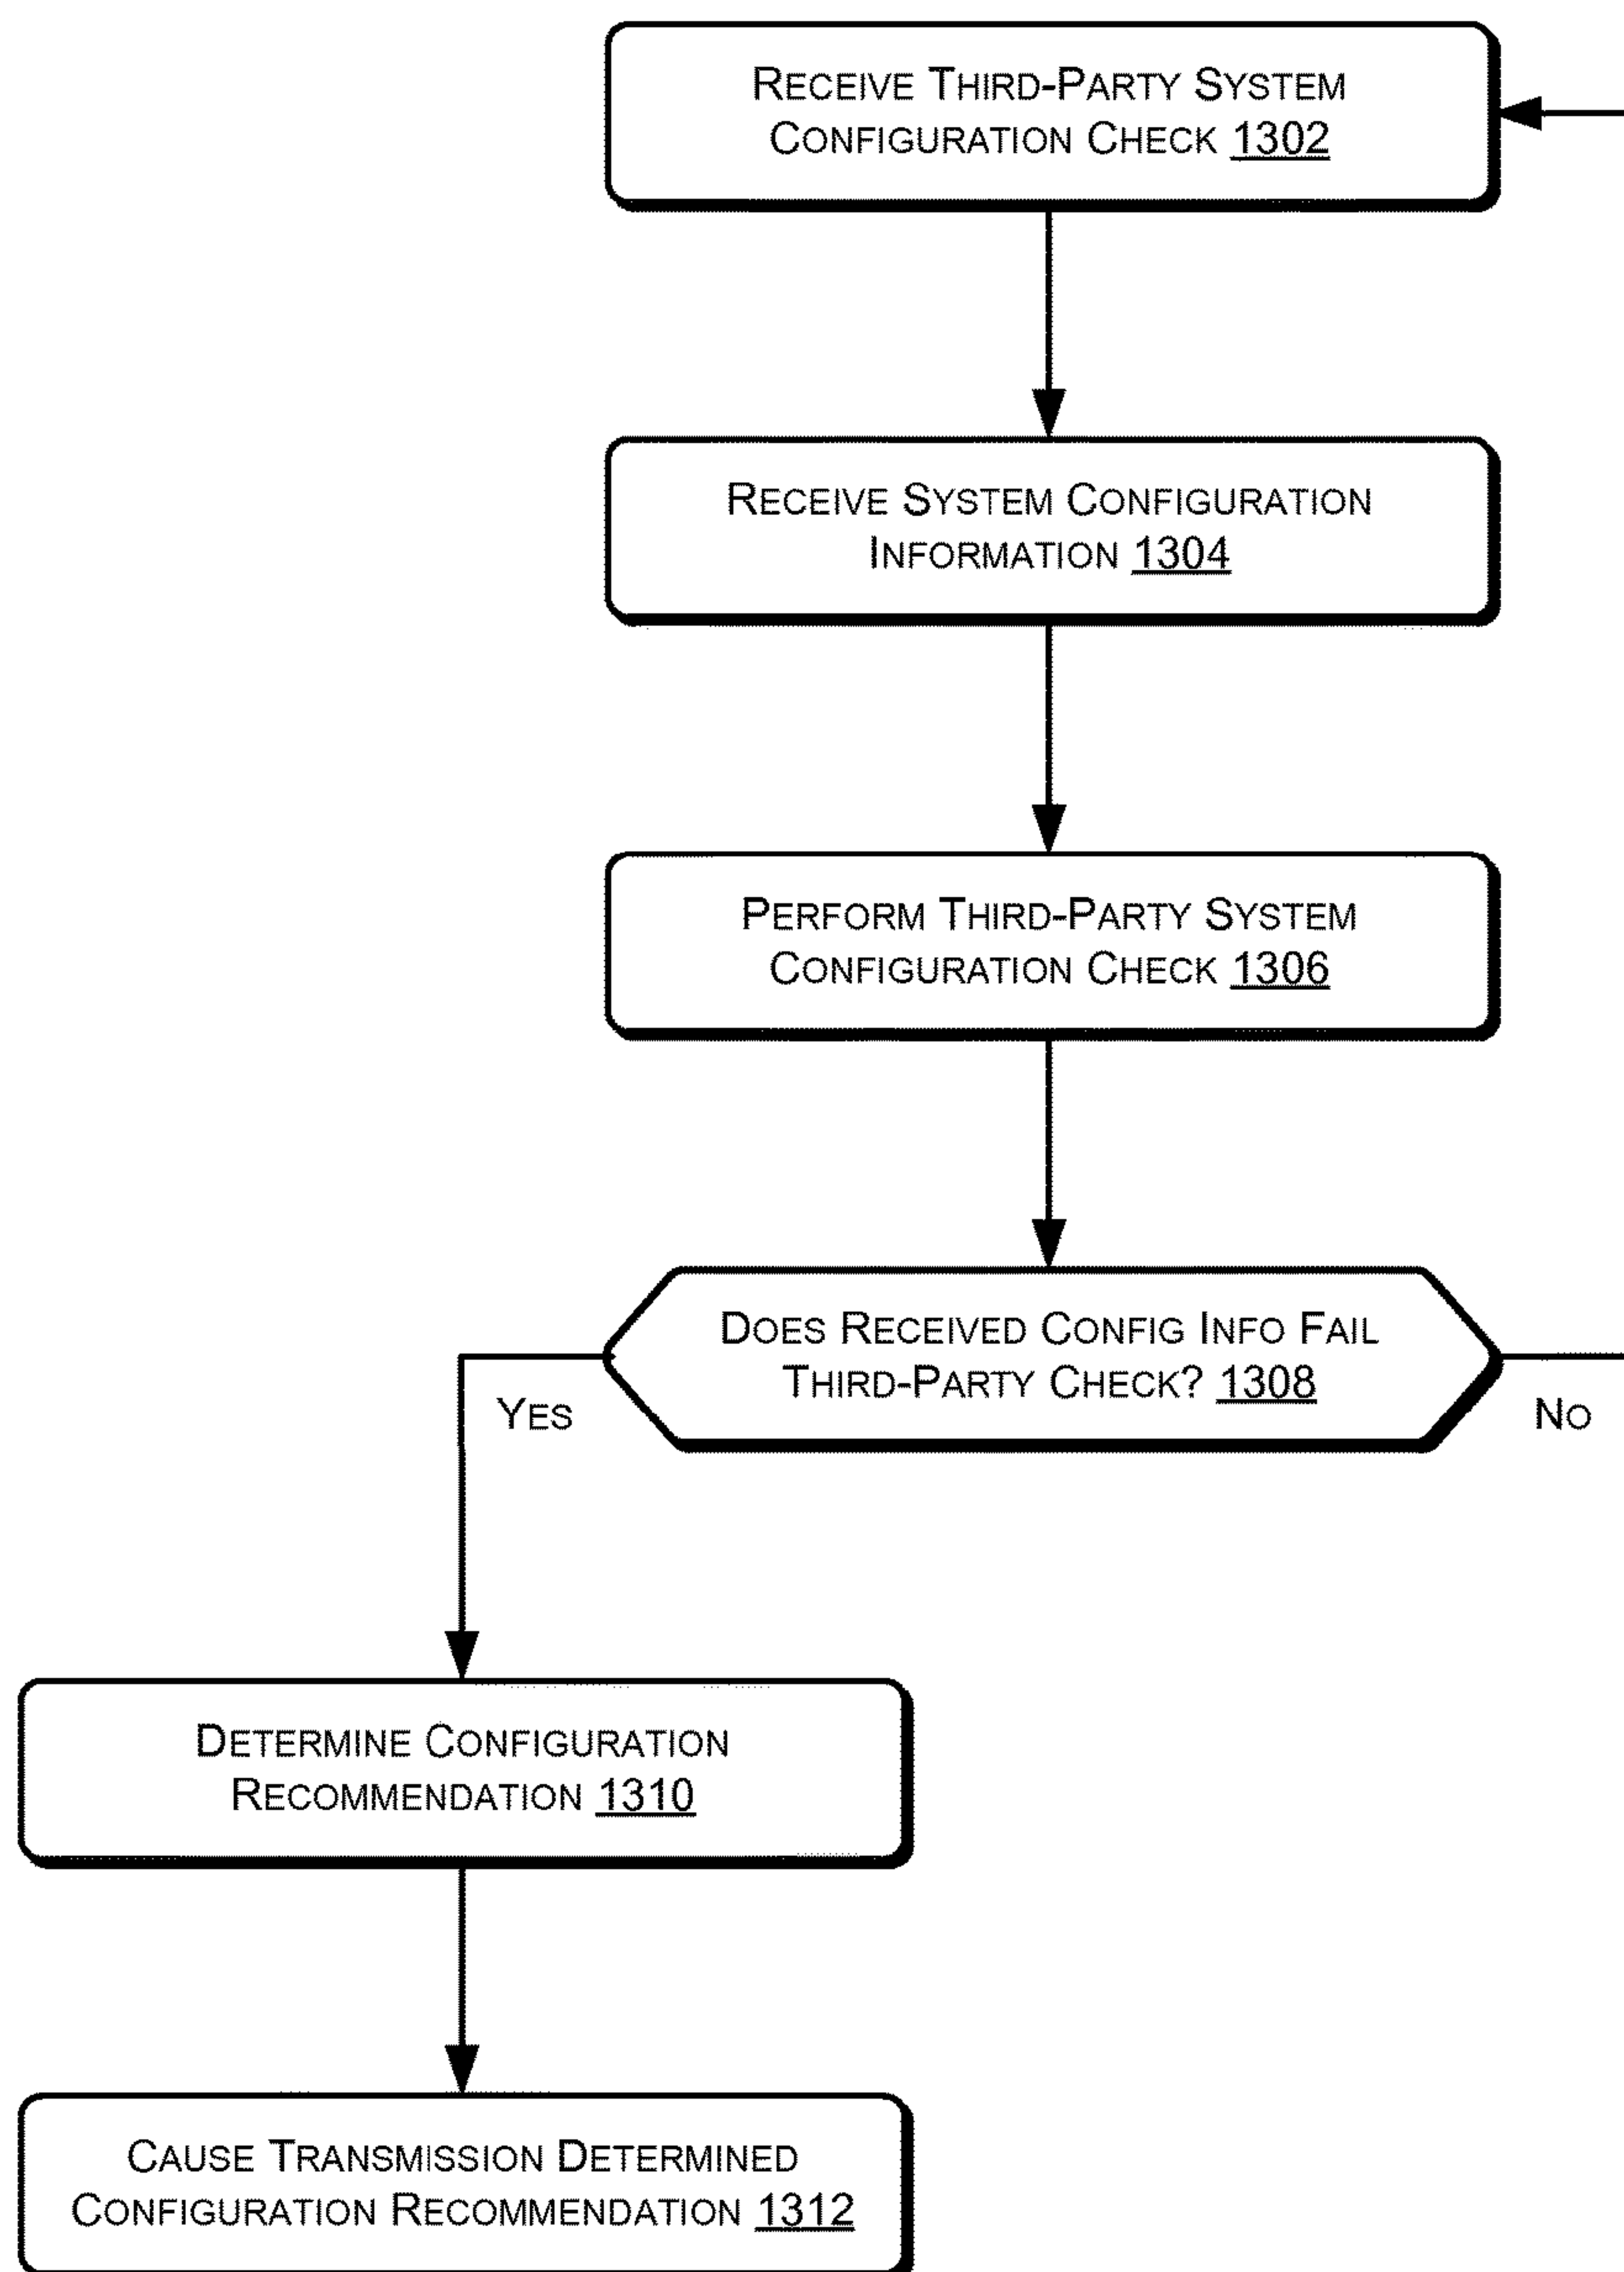 RECEIVE THIRD-PARTY SYSTEM
CONFIGURATION CHECK 1302
RECEIVE SYSTEM CONFIGURATION
INFORMATION 1304
PERFORM THIRD-PARTY SYSTEM
CONFIGURATION CHECK 1306
DOES RECEIVED CONFIG INFO FAIL
THIRD-PARTY CHECK? 1308
YES
NO
DETERMINE CONFIGURATION
RECOMMENDATION 1310
CAUSE TRANSMISSION DETERMINED
CONFIGURATION RECOMMENDATION 1312